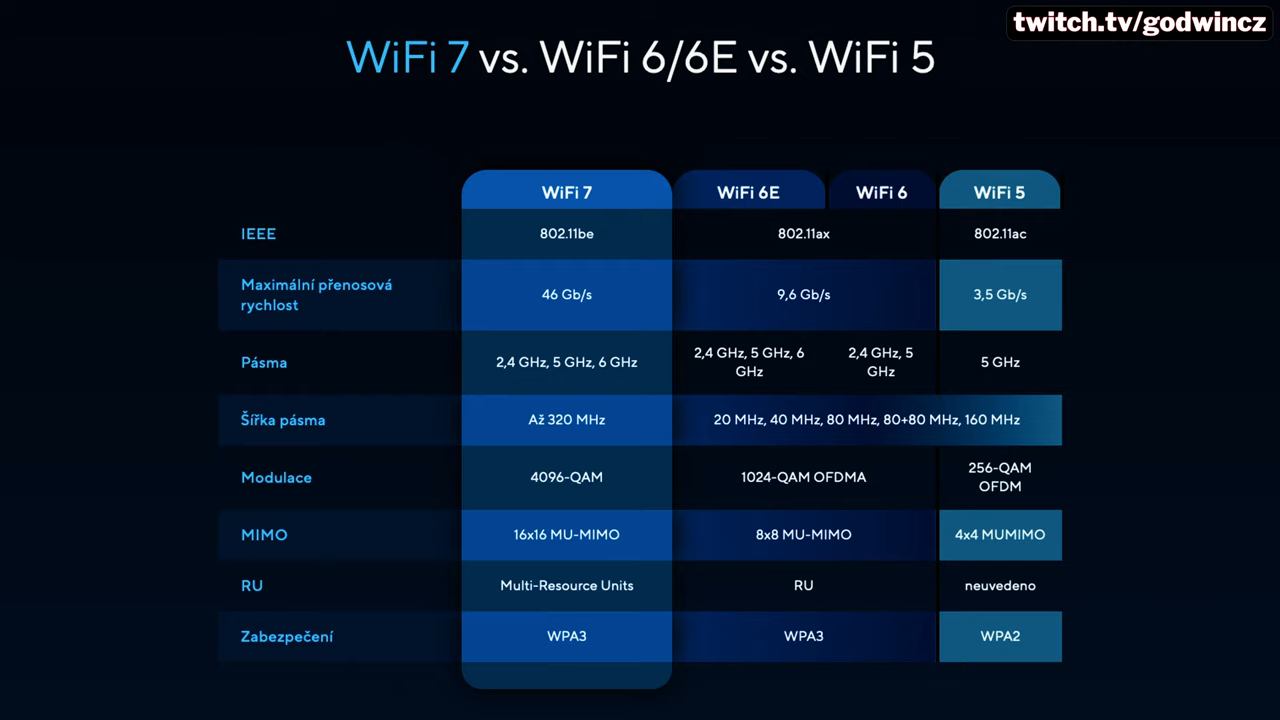 twitch.tv/godwincz
WiFi 7 vs. WiFi 6/6E vs. WiFi 5
WiFi 7 WiFi 6E WiFi 6 WiFi 5
IEEE 802.11be 802.11ax 802.11ac
Maximální přenosová
rychlost 46 Gb/s 9,6 Gb/s 3,5 Gb/s
Pásma 2,4 GHz, 5 GHz, 6 GHz 2,4 GHz, 5 GHz, 6
GHz 2,4 GHz, 5
GHz 5 GHz
Šířka pásma Až 320 MHz 20 MHz, 40 MHz, 80 MHz, 80+80 MHz, 160 MHz
Modulace 4096-QAM 1024-QAM OFDMA 256-QAM
OFDM
MIMO 16x16 MU-MIMO 8x8 MU-MIMO 4x4 MUMIMO
RU Multi-Resource Units RU neuvedeno
Zabezpečení WPA3 WPA3 WPA2